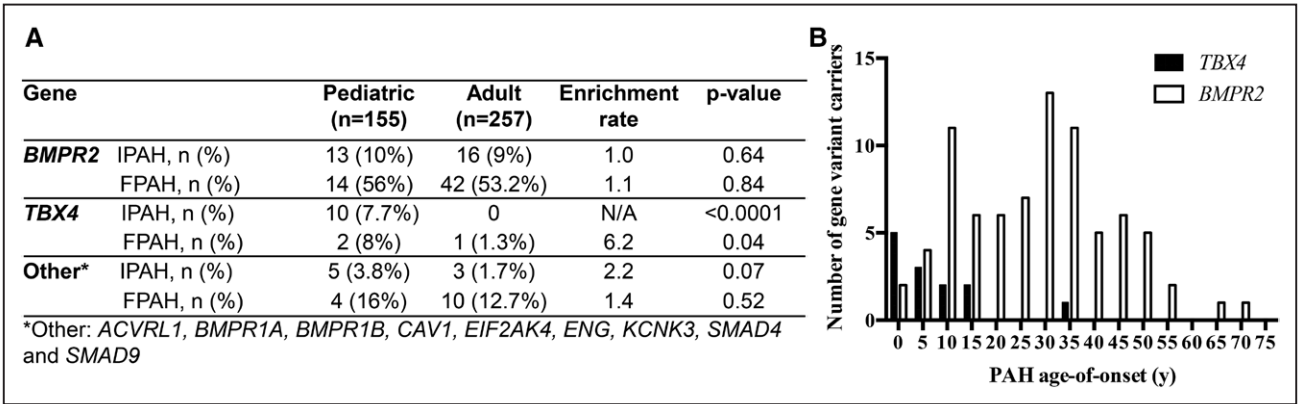 A
Gene Pediatric (n=155) Adult (n=257) Enrichment rate p-value
BMPR2 IPAH, n (%) 13 (10%) 16 (9%) 1.0 0.64
FPAH, n (%) 14 (56%) 42 (53.2%) 1.1 0.84
TBX4 IPAH, n (%) 10 (7.7%) 0 N/A <0.0001
FPAH, n (%) 2 (8%) 1 (1.3%) 6.2 0.04
Other* IPAH, n (%) 5 (3.8%) 3 (1.7%) 2.2 0.07
FPAH, n (%) 4 (16%) 10 (12.7%) 1.4 0.52
*Other: ACVRL1, BMPR1A, BMPR1B, CAV1, EIF2AK4, ENG, KCNK3, SMAD4
and SMAD9
B
Number of gene variant carriers
15
10
5
0
TBX4
BMPR2
0 5 10 15 20 25 30 35 40 45 50 55 60 65 70 75
PAH age-of-onset (y)